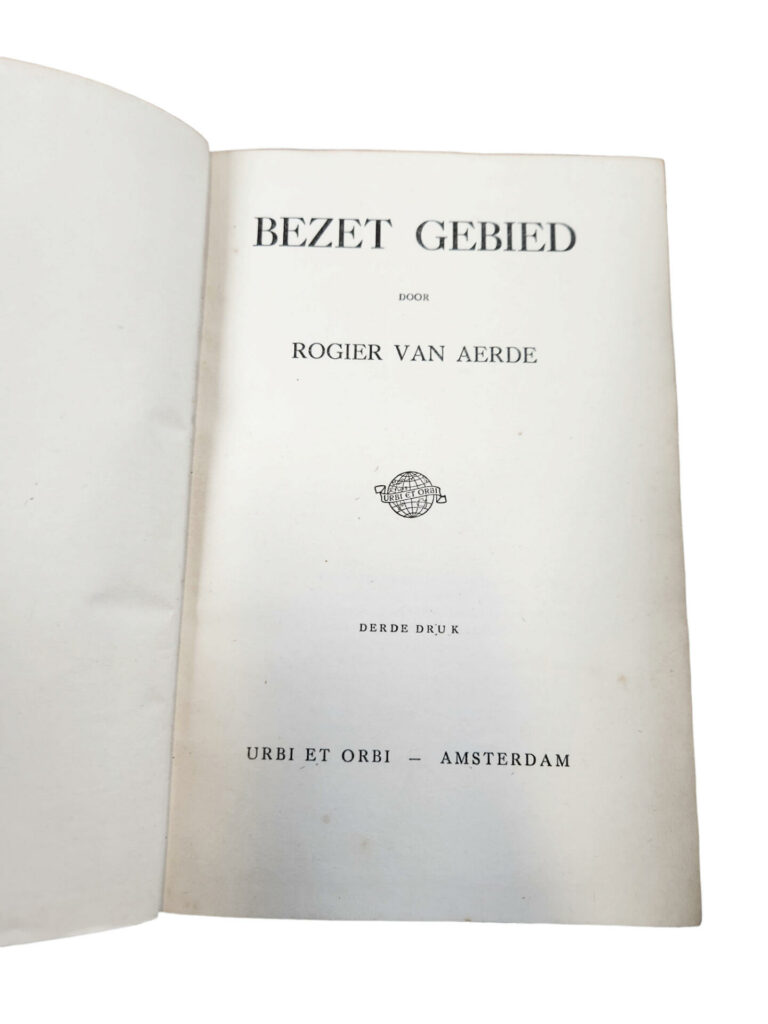 BEZET GEBIED
DOOR
ROGIER VAN AERDE
URBI ET ORBI
DERDE DRUK
URBI ET ORBI — AMSTERDAM